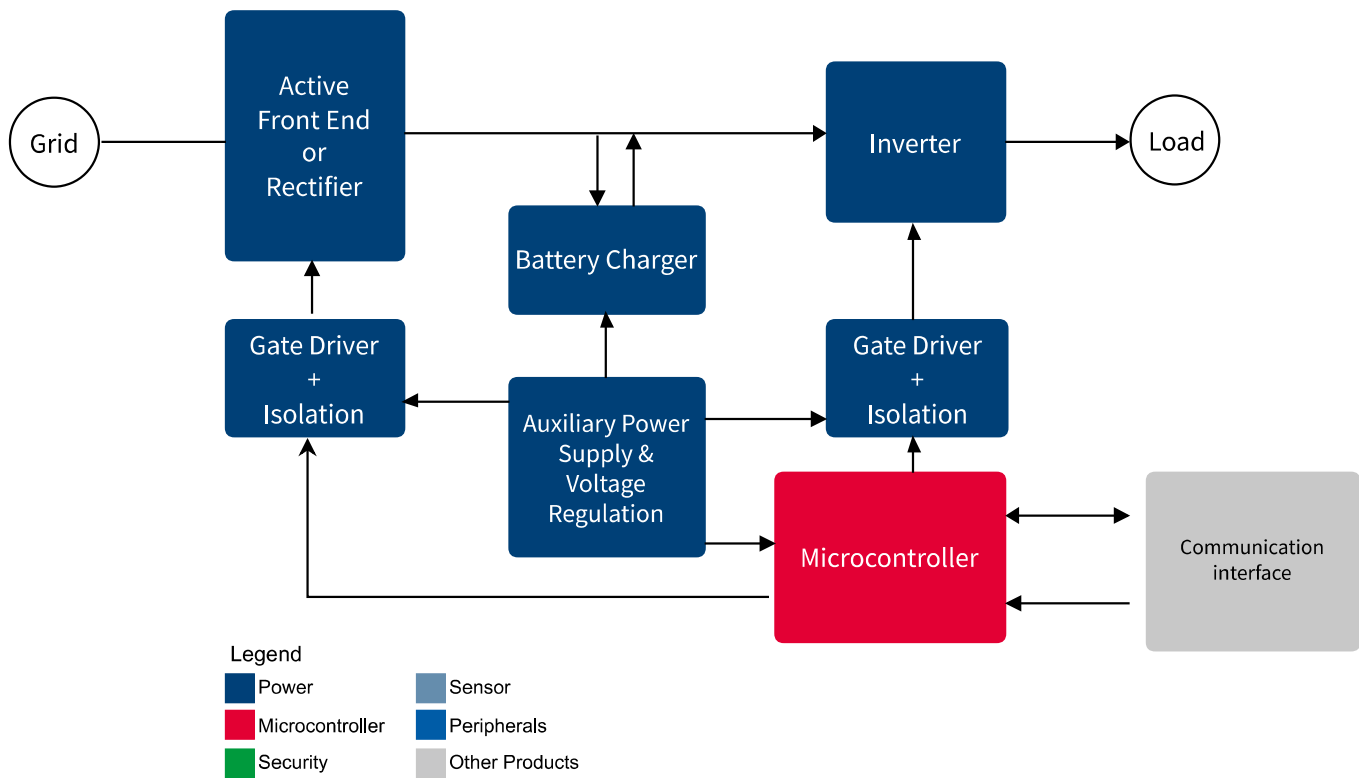 Grid
Active
Front End
or
Rectifier
Inverter
Load
Battery Charger
Gate Driver
+
Isolation
Auxiliary Power
Supply &
Voltage
Regulation
Gate Driver
+
Isolation
Microcontroller
Communication
interface
Legend
Power
Sensor
Microcontroller
Peripherals
Security
Other Products